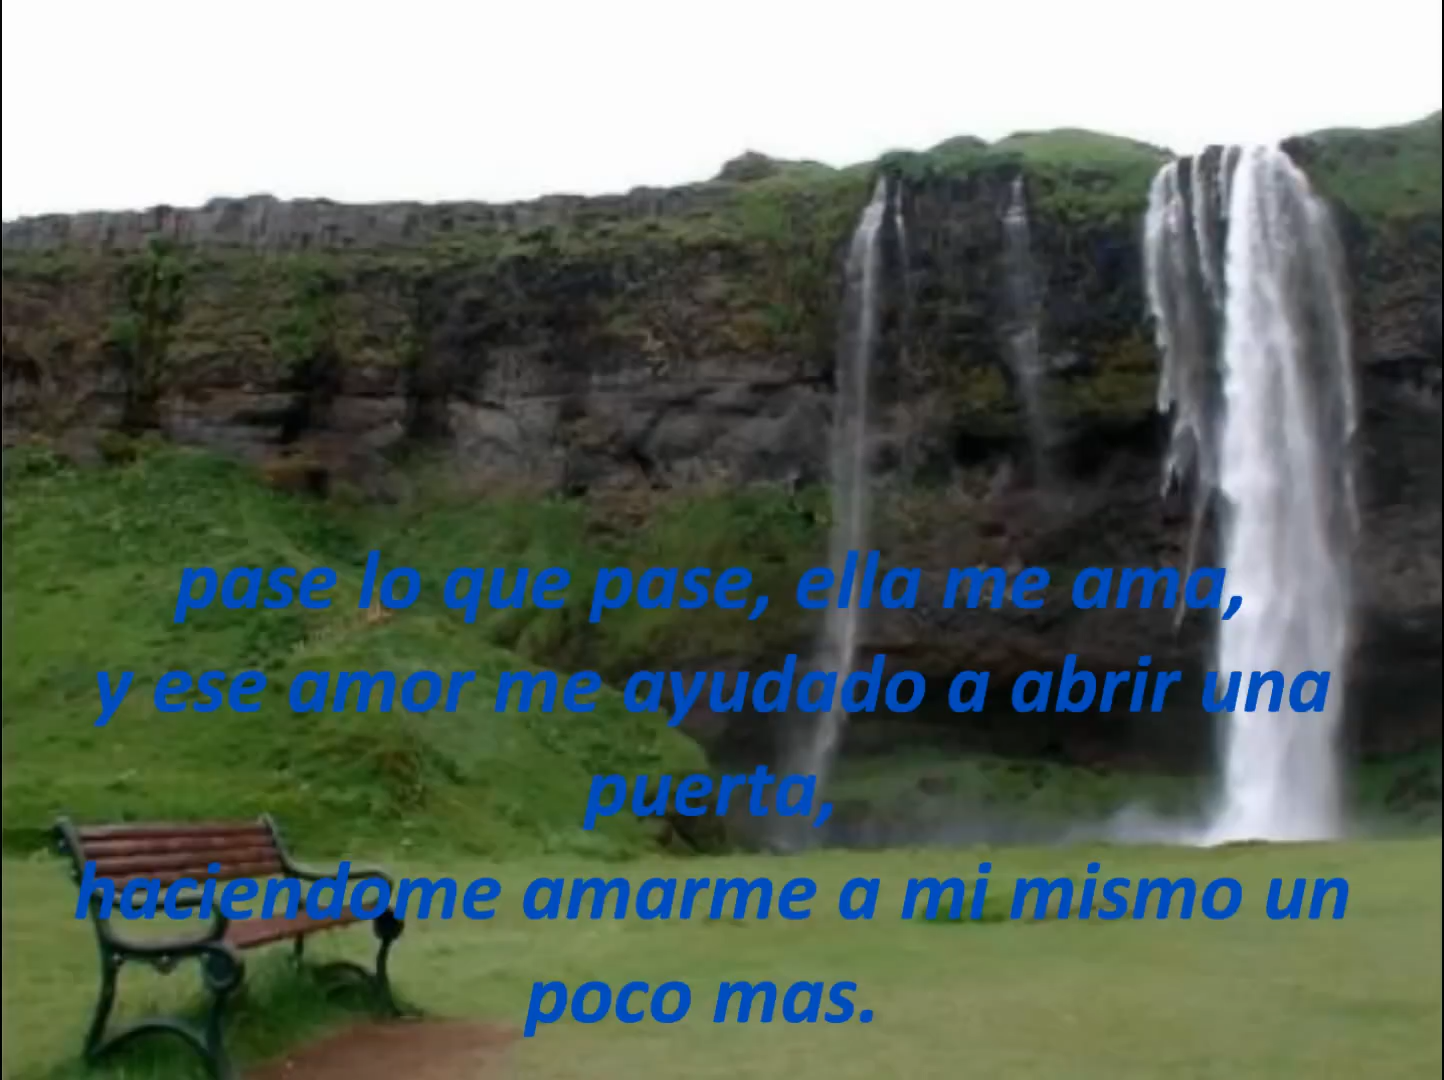 pase lo que pase, ella me ama,
y ese amor me ayudado a abrir una
puerta,
haciendome amarme a mi mismo un
poco mas.